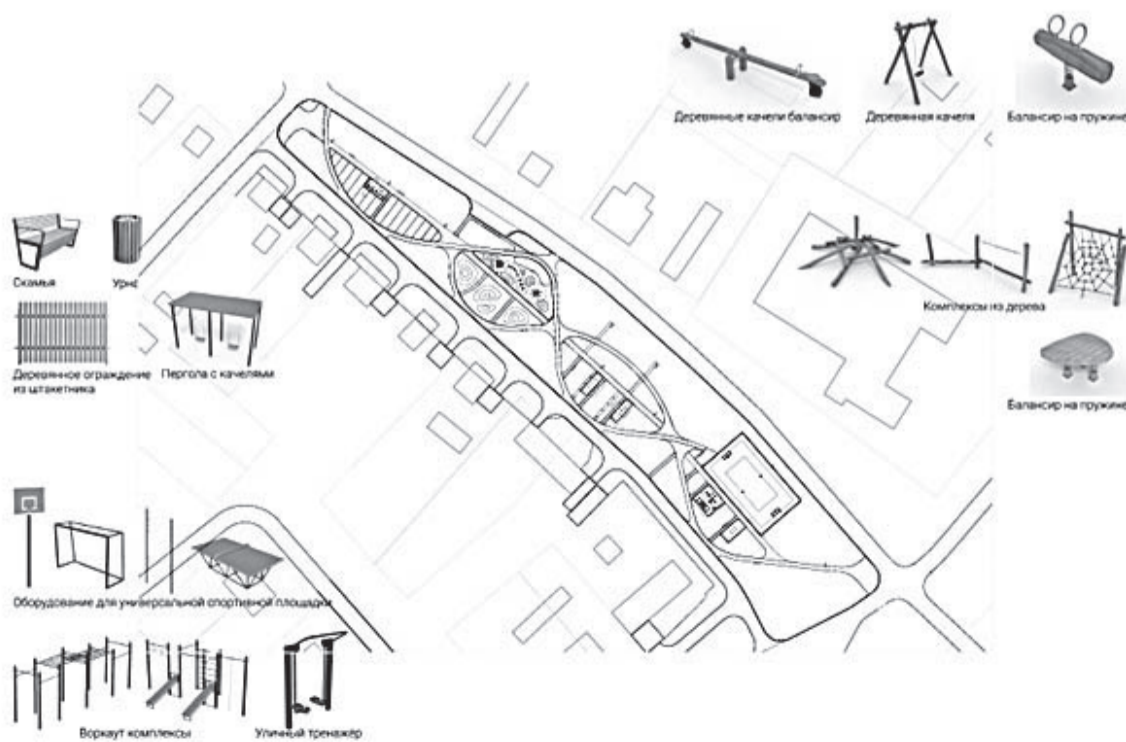 Деревянные качели балансир
Деревянная качеля
Балансир на пружине
Скамья
Урна
Комплексы из дерева
Деревянное ограждение
из штакетника
Пергола с качелями
Балансир на пружине
Оборудование для универсальной спортивной площадки
Воркаут комплексы
Уличный тренажёр